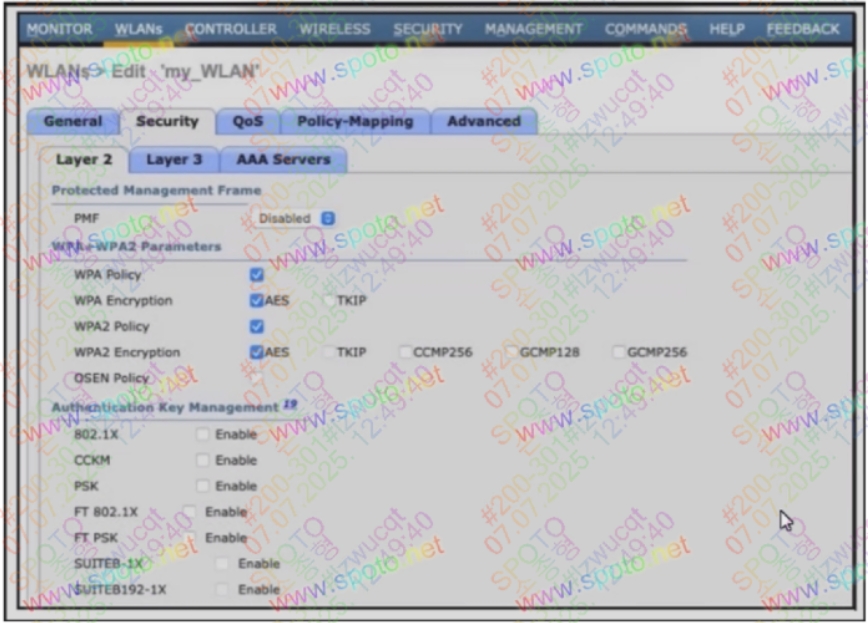 MONITOR WLANs CONTROLLER WIRELESS SECURITY MANAGEMENT COMMANDS HELP FEEDBACK
WLANs > Edit 'my_WLAN'
General Security QoS Policy-Mapping Advanced
Layer 2 Layer 3 AAA Servers
Protected Management Frame
PMF Disabled
WPA+WPA2 Parameters
WPA Policy
WPA Encryption AES TKIP
WPA2 Policy
WPA2 Encryption AES TKIP CCMP256 GCMP128 GCMP256
OSEN Policy
Authentication Key Management 19
802.1X Enable
CCKM Enable
PSK Enable
FT 802.1X Enable
FT PSK Enable
SUITEB-1X Enable
SUITEB192-1X Enable
www.spoto.net
07.07.2025. 12:49:40